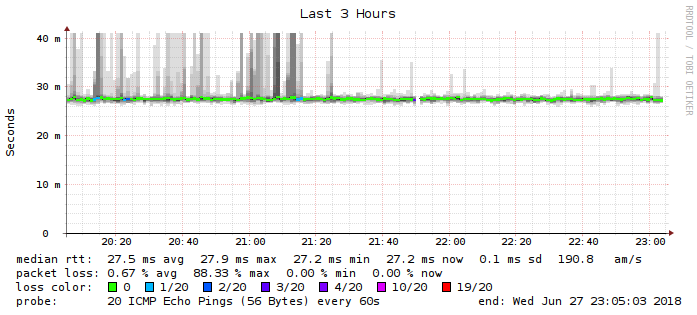 Last 3 Hours
RRDTOOL / TOBI OETIKER
Seconds
40 m
30 m
20 m
10 m
0
20:20 20:40 21:00 21:20 21:40 22:00 22:20 22:40 23:00
median rtt: 27.5 ms avg 27.9 ms max 27.2 ms min 27.2 ms now 0.1 ms sd 190.8 am/s
packet loss: 0.67 % avg 88.33 % max 0.00 % min 0.00 % now
loss color: 0 1/20 2/20 3/20 4/20 10/20 19/20
probe: 20 ICMP Echo Pings (56 Bytes) every 60s end: Wed Jun 27 23:05:03 2018